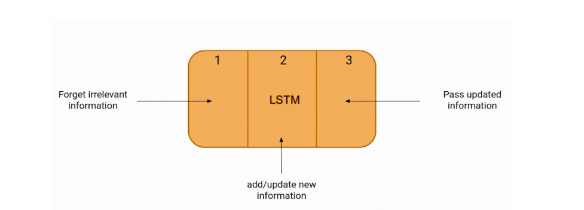 1
2
3
Forget irrelevant
information
LSTM
Pass updated
information
add/update new
information